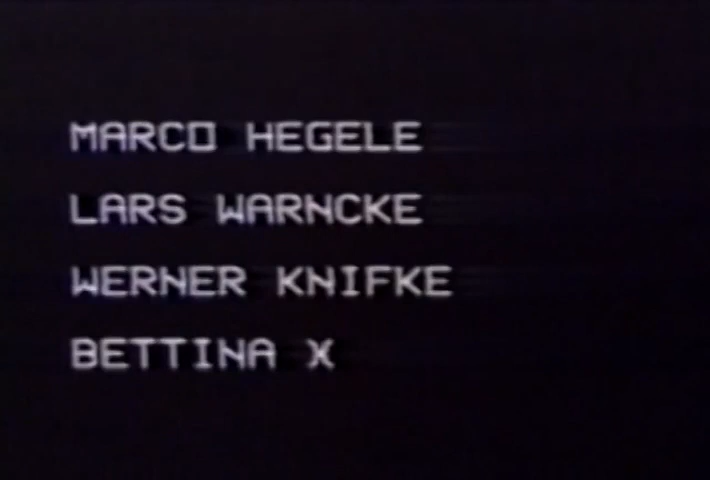 MARCO HEGELE
LARS WARNCKE
WERNER KNIFKE
BETTINA X